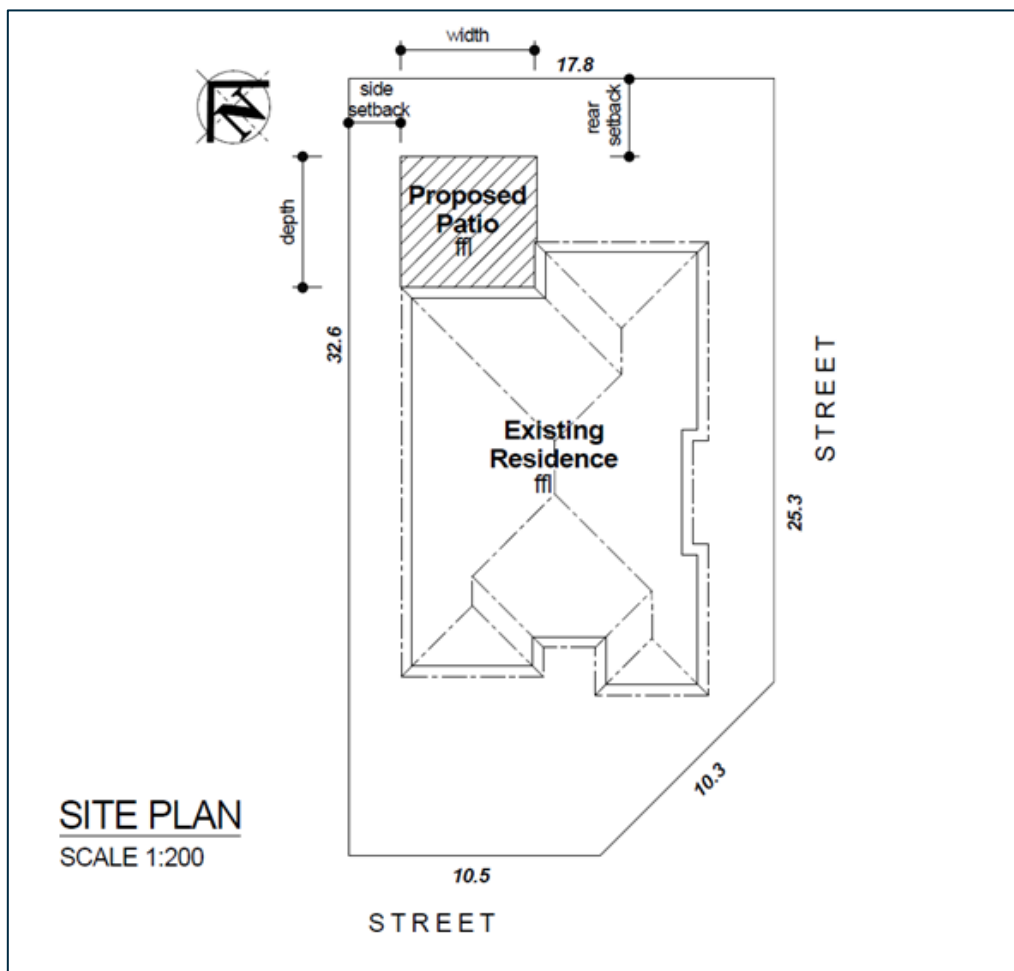 width
17.8
side
setback
rear
setback
N
Proposed
Patio
ffl
depth
32.6
STREET
Existing
Residence
ffl
25.3
10.3
SITE PLAN
SCALE 1:200
10.5
STREET